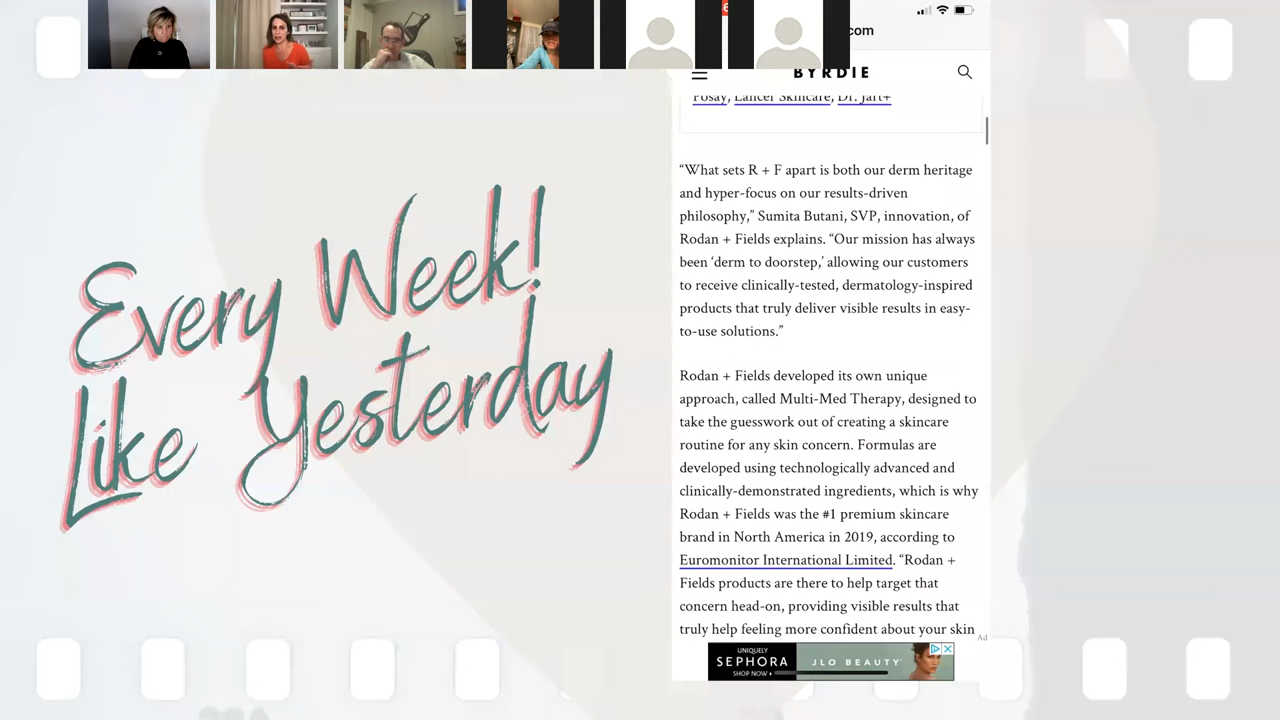 Every Week!
Like Yesterday
com
BYRDIE
Posay, Lancer Skincare, Dr. Jart+
“What sets R + F apart is both our derm heritage
and hyper-focus on our results-driven
philosophy,” Sumita Butani, SVP, innovation, of
Rodan + Fields explains. “Our mission has always
been ‘derm to doorstep,’ allowing our customers
to receive clinically-tested, dermatology-inspired
products that truly deliver visible results in easy-
to-use solutions.”
Rodan + Fields developed its own unique
approach, called Multi-Med Therapy, designed to
take the guesswork out of creating a skincare
routine for any skin concern. Formulas are
developed using technologically advanced and
clinically-demonstrated ingredients, which is why
Rodan + Fields was the #1 premium skincare
brand in North America in 2019, according to
Euromonitor International Limited. “Rodan +
Fields products are there to help target that
concern head-on, providing visible results that
truly help feeling more confident about your skin
Ad
UNIQUELY
SEPHORA
SHOP NOW
JLO BEAUTY